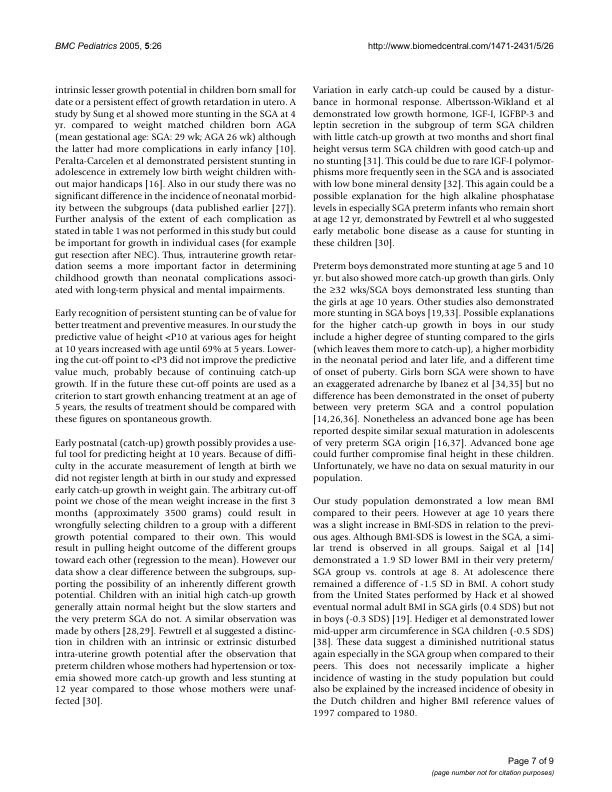 BMC Pediatrics 2005, 5:26
http://www.biomedcentral.com/1471-2431/5/26
intrinsic lesser growth potential in children born small for
date or a persistent effect of growth retardation in utero. A
study by Sung et al showed more stunting in the SGA at 4
yr. compared to weight matched children born AGA
(mean gestational age: SGA: 29 wk; AGA 26 wk) although
the latter had more complications in early infancy [10].
Peralta-Carcelen et al demonstrated persistent stunting in
adolescence in extremely low birth weight children with-
out major handicaps [16]. Also in our study there was no
significant difference in the incidence of neonatal morbid-
ity between the subgroups (data published earlier [27]).
Further analysis of the extent of each complication as
stated in table 1 was not performed in this study but could
be important for growth in individual cases (for example
gut resection after NEC). Thus, intrauterine growth retar-
dation seems a more important factor in determining
childhood growth than neonatal complications associ-
ated with long-term physical and mental impairments.
Early recognition of persistent stunting can be of value for
better treatment and preventive measures. In our study the
predictive value of height <P10 at various ages for height
at 10 years increased with age until 69% at 5 years. Lower-
ing the cut-off point to <P3 did not improve the predictive
value much, probably because of continuing catch-up
growth. If in the future these cut-off points are used as a
criterion to start growth enhancing treatment at an age of
5 years, the results of treatment should be compared with
these figures on spontaneous growth.
Early postnatal (catch-up) growth possibly provides a use-
ful tool for predicting height at 10 years. Because of diffi-
culty in the accurate measurement of length at birth we
did not register length at birth in our study and expressed
early catch-up growth in weight gain. The arbitrary cut-off
point we chose of the mean weight increase in the first 3
months (approximately 3500 grams) could result in
wrongfully selecting children to a group with a different
growth potential compared to their own. This would
result in pulling height outcome of the different groups
toward each other (regression to the mean). However our
data show a clear difference between the subgroups, sup-
porting the possibility of an inherently different growth
potential. Children with an initial high catch-up growth
generally attain normal height but the slow starters and
the very preterm SGA do not. A similar observation was
made by others [28,29]. Fewtrell et al suggested a distinc-
tion in children with an intrinsic or extrinsic disturbed
intra-uterine growth potential after the observation that
preterm children whose mothers had hypertension or tox-
emia showed more catch-up growth and less stunting at
12 year compared to those whose mothers were unaf-
fected [30].
Variation in early catch-up could be caused by a distur-
bance in hormonal response. Albertsson-Wikland et al
demonstrated low growth hormone, IGF-I, IGFBP-3 and
leptin secretion in the subgroup of term SGA children
with little catch-up growth at two months and short final
height versus term SGA children with good catch-up and
no stunting [31]. This could be due to rare IGF-I polymor-
phisms more frequently seen in the SGA and is associated
with low bone mineral density [32]. This again could be a
possible explanation for the high alkaline phosphatase
levels in especially SGA preterm infants who remain short
at age 12 yr, demonstrated by Fewtrell et al who suggested
early metabolic bone disease as a cause for stunting in
these children [30].
Preterm boys demonstrated more stunting at age 5 and 10
yr. but also showed more catch-up growth than girls. Only
the ≥32 wks/SGA boys demonstrated less stunting than
the girls at age 10 years. Other studies also demonstrated
more stunting in SGA boys [19,33]. Possible explanations
for the higher catch-up growth in boys in our study
include a higher degree of stunting compared to the girls
(which leaves them more to catch-up), a higher morbidity
in the neonatal period and later life, and a different time
of onset of puberty. Girls born SGA were shown to have
an exaggerated adrenarche by Ibanez et al [34,35] but no
difference has been demonstrated in the onset of puberty
between very preterm SGA and a control population
[14,26,36]. Nonetheless an advanced bone age has been
reported despite similar sexual maturation in adolescents
of very preterm SGA origin [16,37]. Advanced bone age
could further compromise final height in these children.
Unfortunately, we have no data on sexual maturity in our
population.
Our study population demonstrated a low mean BMI
compared to their peers. However at age 10 years there
was a slight increase in BMI-SDS in relation to the previ-
ous ages. Although BMI-SDS is lowest in the SGA, a simi-
lar trend is observed in all groups. Saigal et al [14]
demonstrated a 1.9 SD lower BMI in their very preterm/
SGA group vs. controls at age 8. At adolescence there
remained a difference of -1.5 SD in BMI. A cohort study
from the United States performed by Hack et al showed
eventual normal adult BMI in SGA girls (0.4 SDS) but not
in boys (-0.3 SDS) [19]. Hediger et al demonstrated lower
mid-upper arm circumference in SGA children (-0.5 SDS)
[38]. These data suggest a diminished nutritional status
again especially in the SGA group when compared to their
peers. This does not necessarily implicate a higher
incidence of wasting in the study population but could
also be explained by the increased incidence of obesity in
the Dutch children and higher BMI reference values of
1997 compared to 1980.
Page 7 of 9
(page number not for citation purposes)